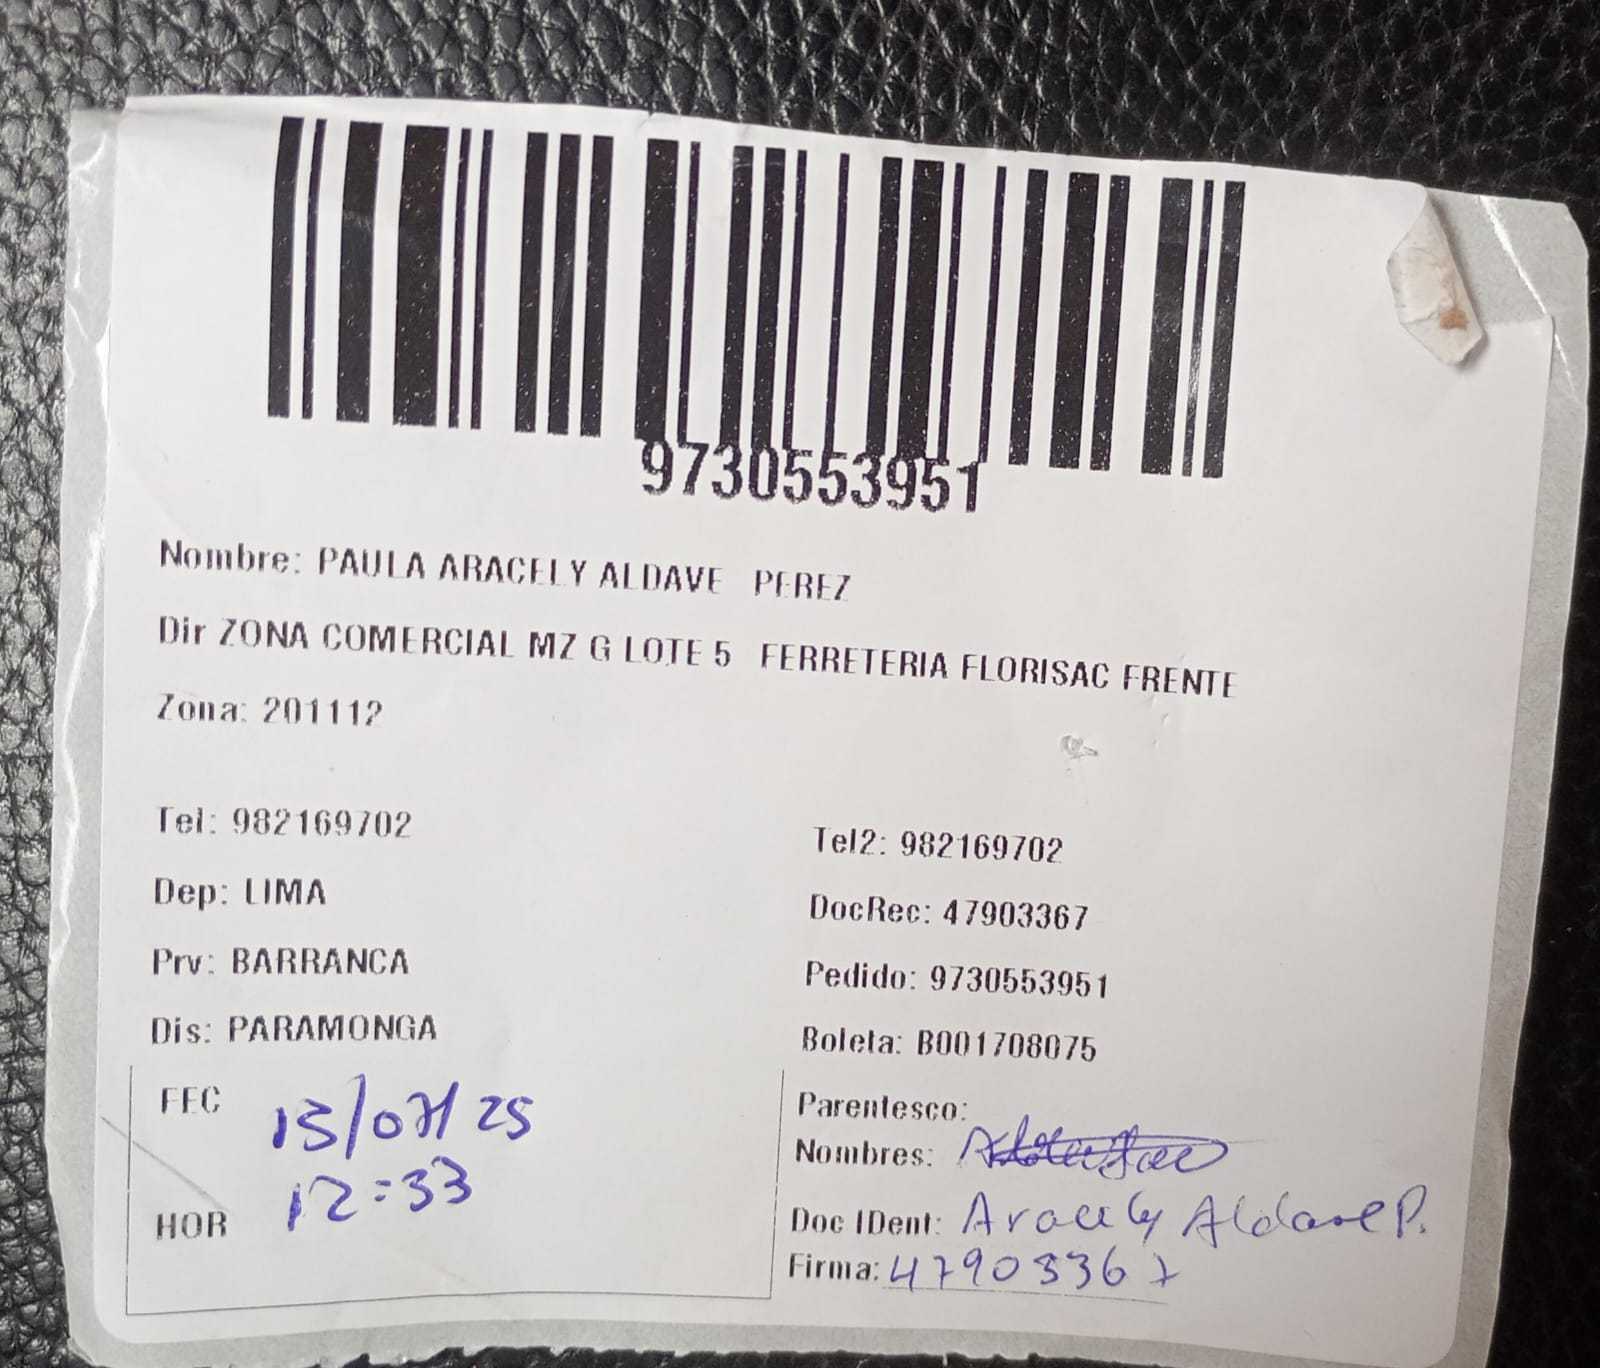 9730553951
Nombre: PAULA ARACELY ALDAVE PEREZ
Dir ZONA COMERCIAL MZ G LOTE 5 FERRETERIA FLORISAC FRENTE
Zona: 201112
Tel: 982169702
Dep: LIMA
Prv: BARRANCA
Dis: PARAMONGA
Tel2: 982169702
DocRec: 47903367
Pedido: 9730553951
Boleta: B001708075
FEC 15/07/25
HOR 12:33
Parentesco:
Nombres:
Doc IDent: Aracely Aldave P.
Firma: 47903367